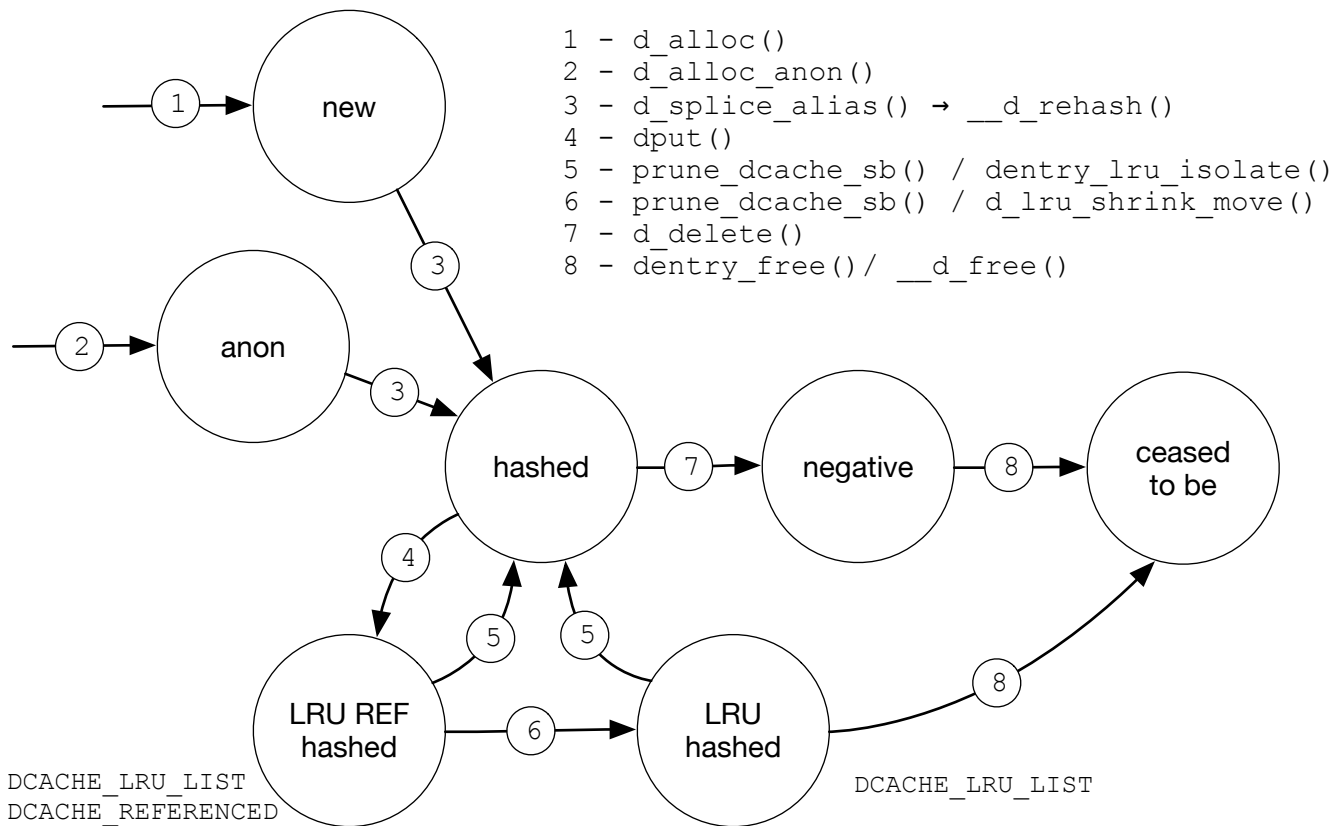 1 - d_alloc()
2 - d_alloc_anon()
3 - d_splice_alias() → __d_rehash()
4 - dput()
5 - prune_dcache_sb() / dentry_lru_isolate()
6 - prune_dcache_sb() / d_lru_shrink_move()
7 - d_delete()
8 - dentry_free()/ __d_free()
1
new
3
2
anon
3
hashed
7
negative
8
ceased
to be
4
5
5
LRU REF
hashed
6
LRU
hashed
8
DCACHE_LRU_LIST
DCACHE_REFERENCED
DCACHE_LRU_LIST